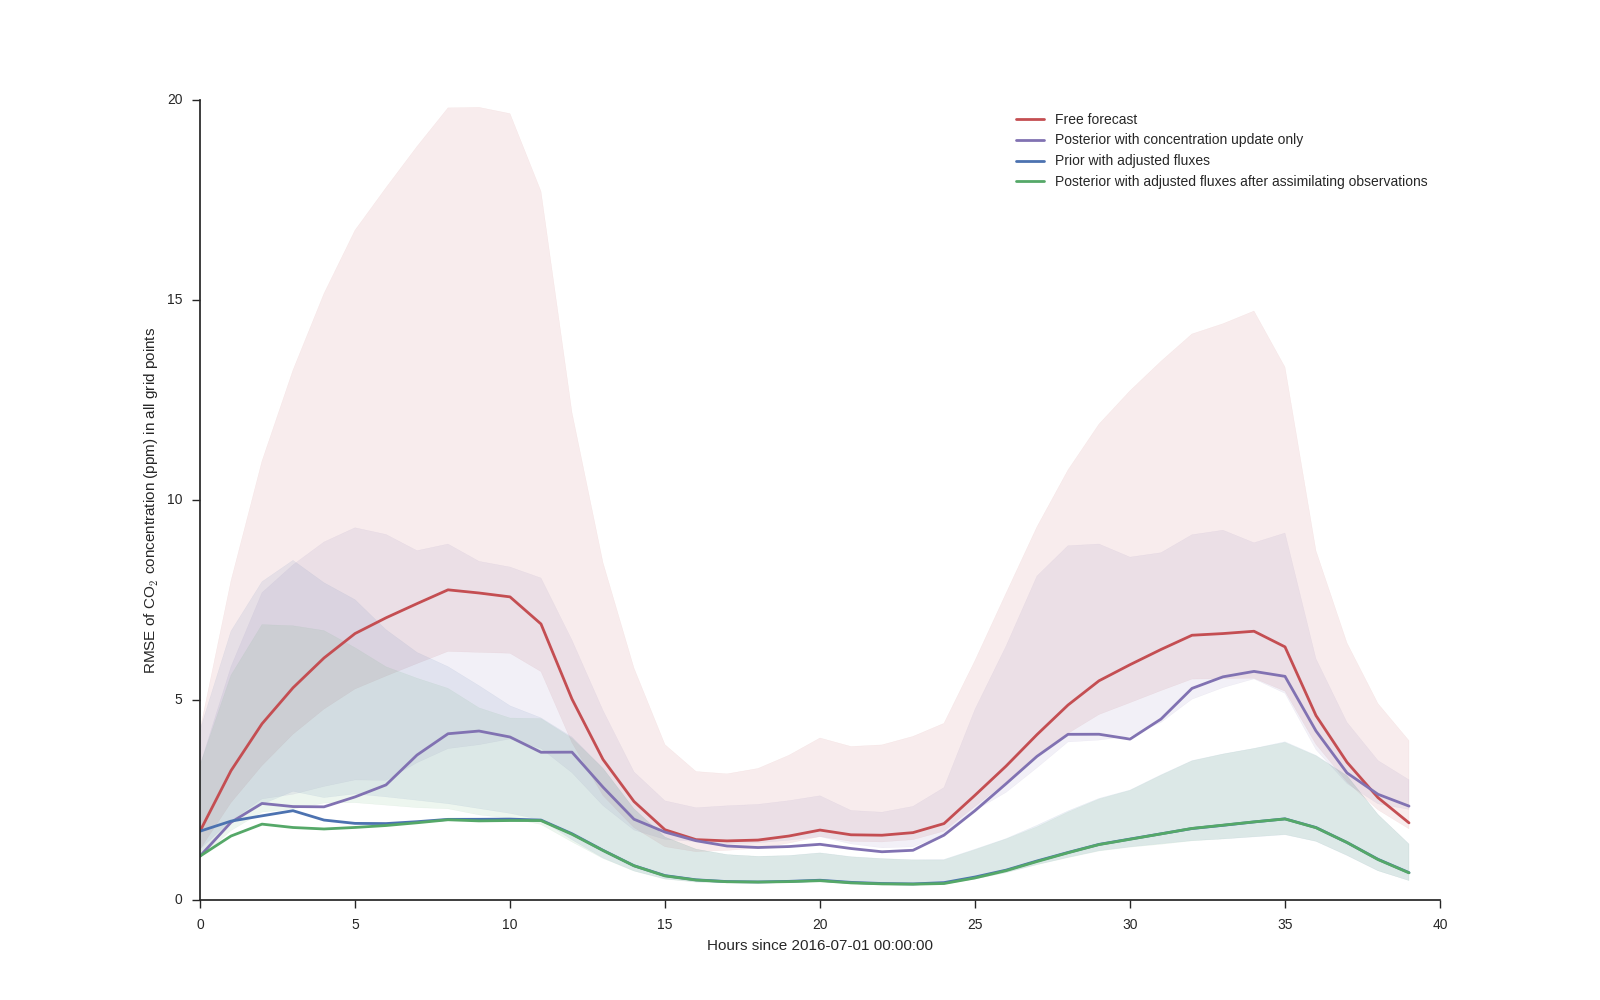 20
15
10
5
0
RMSE of CO₂ concentration (ppm) in all grid points
Free forecast
Posterior with concentration update only
Prior with adjusted fluxes
Posterior with adjusted fluxes after assimilating observations
0 5 10 15 20 25 30 35 40
Hours since 2016-07-01 00:00:00